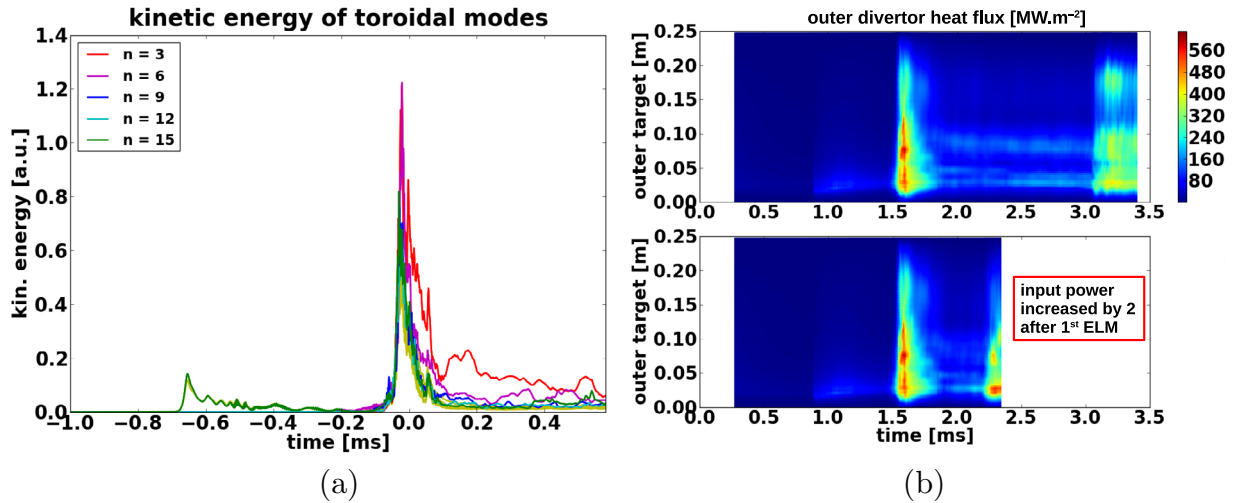 kinetic energy of toroidal modes
kin. energy [a.u.]
1.4
1.2
1.0
0.8
0.6
0.4
0.2
0.0
n = 3
n = 6
n = 9
n = 12
n = 15
−1.0 −0.8 −0.6 −0.4 −0.2 0.0 0.2 0.4
time [ms]
(a)
outer divertor heat flux [MW.m⁻²]
outer target [m]
0.25
0.20
0.15
0.10
0.05
0.00
0.0 0.5 1.0 1.5 2.0 2.5 3.0 3.5
560
480
400
320
240
160
80
outer target [m]
0.25
0.20
0.15
0.10
0.05
0.00
input power
increased by 2
after 1ˢᵗ ELM
0.0 0.5 1.0 1.5 2.0 2.5 3.0 3.5
time [ms]
(b)